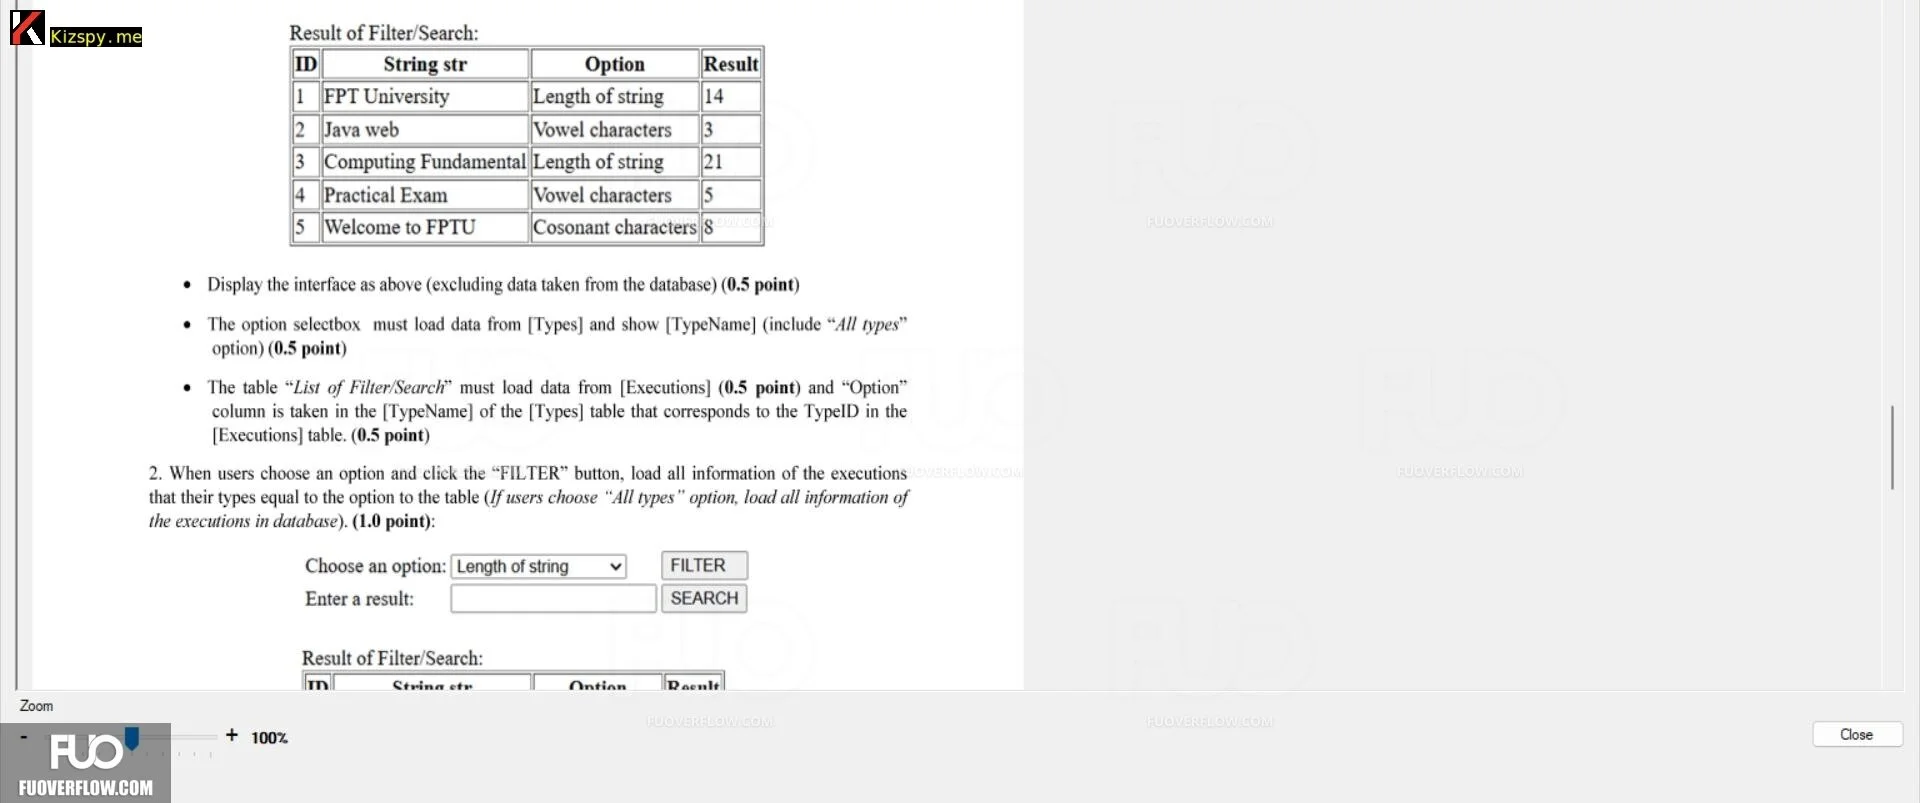 Kizspy.me
Result of Filter/Search:
ID String str Option Result
1 FPT University Length of string 14
2 Java web Vowel characters 3
3 Computing Fundamental Length of string 21
4 Practical Exam Vowel characters 5
5 Welcome to FPTU Cosonant characters 8
• Display the interface as above (excluding data taken from the database) (0.5 point)
• The option selectbox must load data from [Types] and show [TypeName] (include “All types”
option) (0.5 point)
• The table “List of Filter/Search” must load data from [Executions] (0.5 point) and “Option”
column is taken in the [TypeName] of the [Types] table that corresponds to the TypeID in the
[Executions] table. (0.5 point)
2. When users choose an option and click the “FILTER” button, load all information of the executions
that their types equal to the option to the table (If users choose “All types” option, load all information of
the executions in database). (1.0 point):
Choose an option: Length of string FILTER
Enter a result: SEARCH
Result of Filter/Search:
ID String str Option Result
Zoom
- + 100%
Close
FUO
FUOVERFLOW.COM
FUOVERFLOW.COM
FUOVERFLOW.COM
FUOVERFLOW.COM
FUOVERFLOW.COM
FUOVERFLOW.COM